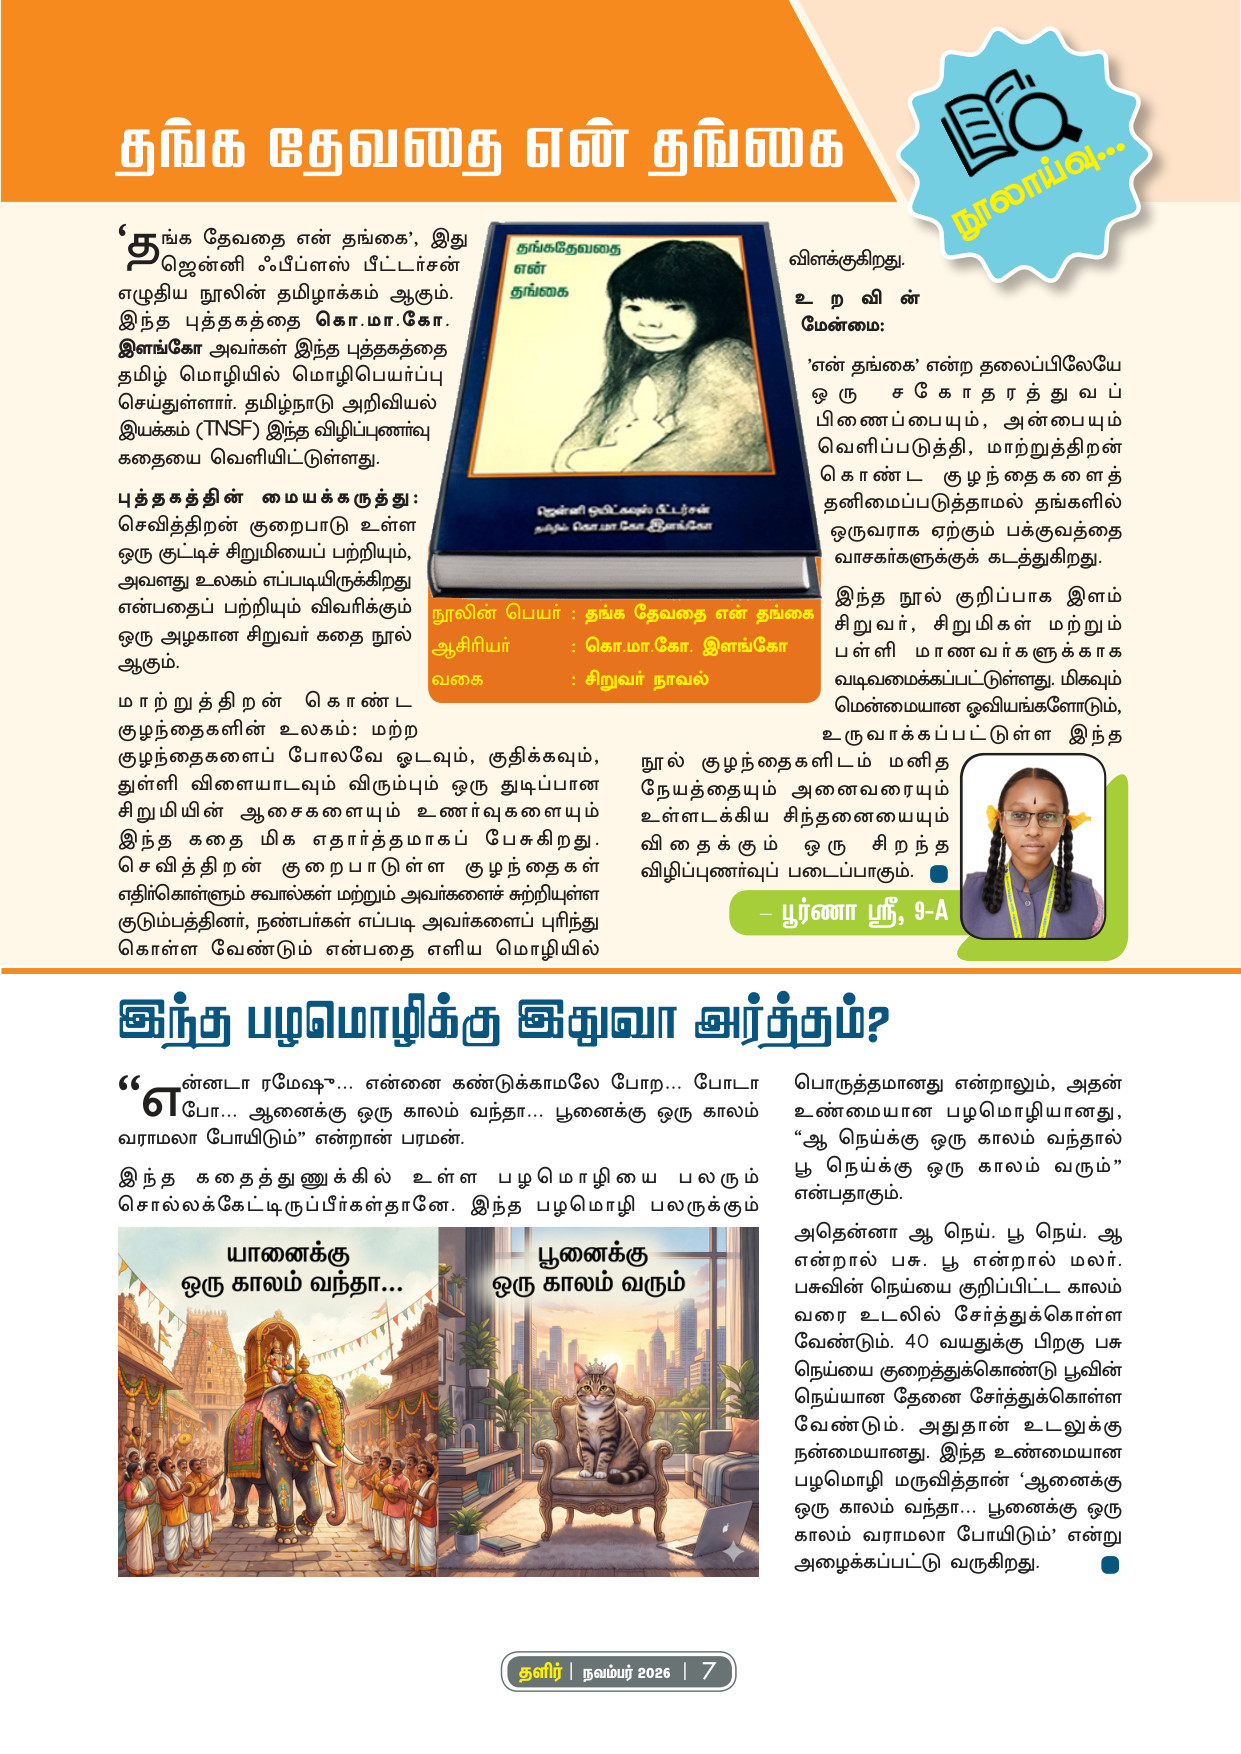 தங்க தேவதை என் தங்கை
நூலாய்வு...
‘தங்க தேவதை என் தங்கை’, இது
ஜென்னி ஃபீப்ளஸ் பீட்டர்சன்
எழுதிய நூலின் தமிழாக்கம் ஆகும்.
இந்த புத்தகத்தை கொ.மா.கோ.
இளங்கோ அவர்கள் இந்த புத்தகத்தை
தமிழ் மொழியில் மொழிபெயர்ப்பு
செய்துள்ளார். தமிழ்நாடு அறிவியல்
இயக்கம் (TNSF) இந்த விழிப்புணர்வு
கதையை வெளியிட்டுள்ளது.
புத்தகத்தின் மையக்கருத்து:
செவித்திறன் குறைபாடு உள்ள
ஒரு குட்டிச் சிறுமியைப் பற்றியும்,
அவளது உலகம் எப்படியிருக்கிறது
என்பதைப் பற்றியும் விவரிக்கும்
ஒரு அழகான சிறுவர் கதை நூல்
ஆகும்.
மாற்றுத்திறன் கொண்ட
குழந்தைகளின் உலகம்: மற்ற
குழந்தைகளைப் போலவே ஓடவும், குதிக்கவும்,
துள்ளி விளையாடவும் விரும்பும் ஒரு துடிப்பான
சிறுமியின் ஆசைகளையும் உணர்வுகளையும்
இந்த கதை மிக எதார்த்தமாகப் பேசுகிறது.
செவித்திறன் குறைபாடுள்ள குழந்தைகள்
எதிர்கொள்ளும் சவால்கள் மற்றும் அவர்களைச் சுற்றியுள்ள
குடும்பத்தினர், நண்பர்கள் எப்படி அவர்களைப் புரிந்து
கொள்ள வேண்டும் என்பதை எளிய மொழியில்
தங்கதேவதை
என்
தங்கை
ஜென்னி ஒயிட்கவுஸ் பீட்டர்சன்
தமிழில் கொ.மா.கோ இளங்கோ
நூலின் பெயர் : தங்க தேவதை என் தங்கை
ஆசிரியர் : கொ.மா.கோ. இளங்கோ
வகை : சிறுவர் நாவல்
விளக்குகிறது.
உறவின்
மேன்மை:
’என் தங்கை’ என்ற தலைப்பிலேயே
ஒரு சகோதரத்துவப்
பிணைப்பையும், அன்பையும்
வெளிப்படுத்தி, மாற்றுத்திறன்
கொண்ட குழந்தைகளைத்
தனிமைப்படுத்தாமல் தங்களில்
ஒருவராக ஏற்கும் பக்குவத்தை
வாசகர்களுக்குக் கடத்துகிறது.
இந்த நூல் குறிப்பாக இளம்
சிறுவர், சிறுமிகள் மற்றும்
பள்ளி மாணவர்களுக்காக
வடிவமைக்கப்பட்டுள்ளது. மிகவும்
மென்மையான ஓவியங்களோடும்,
உருவாக்கப்பட்டுள்ள இந்த
நூல் குழந்தைகளிடம் மனித
நேயத்தையும் அனைவரையும்
உள்ளடக்கிய சிந்தனையையும்
விதைக்கும் ஒரு சிறந்த
விழிப்புணர்வுப் படைப்பாகும்.
– பூர்ணா ஸ்ரீ, 9-A
இந்த பழமொழிக்கு இதுவா அர்த்தம்?
“என்னடா ரமேஷு... என்னை கண்டுக்காமலே போற... போடா
போ... ஆனைக்கு ஒரு காலம் வந்தா... பூனைக்கு ஒரு காலம்
வராமலா போயிடும்” என்றான் பரமன்.
இந்த கதைத்துணுக்கில் உள்ள பழமொழியை பலரும்
சொல்லக்கேட்டிருப்பீர்கள்தானே. இந்த பழமொழி பலருக்கும்
யானைக்கு
ஒரு காலம் வந்தா...
பூனைக்கு
ஒரு காலம் வரும்
பொருத்தமானது என்றாலும், அதன்
உண்மையான பழமொழியானது,
“ஆ நெய்க்கு ஒரு காலம் வந்தால்
பூ நெய்க்கு ஒரு காலம் வரும்”
என்பதாகும்.
அதென்னா ஆ நெய். பூ நெய். ஆ
என்றால் பசு. பூ என்றால் மலர்.
பசுவின் நெய்யை குறிப்பிட்ட காலம்
வரை உடலில் சேர்த்துக்கொள்ள
வேண்டும். 40 வயதுக்கு பிறகு பசு
நெய்யை குறைத்துக்கொண்டு பூவின்
நெய்யான தேனை சேர்த்துக்கொள்ள
வேண்டும். அதுதான் உடலுக்கு
நன்மையானது. இந்த உண்மையான
பழமொழி மருவித்தான் ‘ஆனைக்கு
ஒரு காலம் வந்தா... பூனைக்கு ஒரு
காலம் வராமலா போயிடும்’ என்று
அழைக்கப்பட்டு வருகிறது.
தளிர் | நவம்பர் 2026 | 7